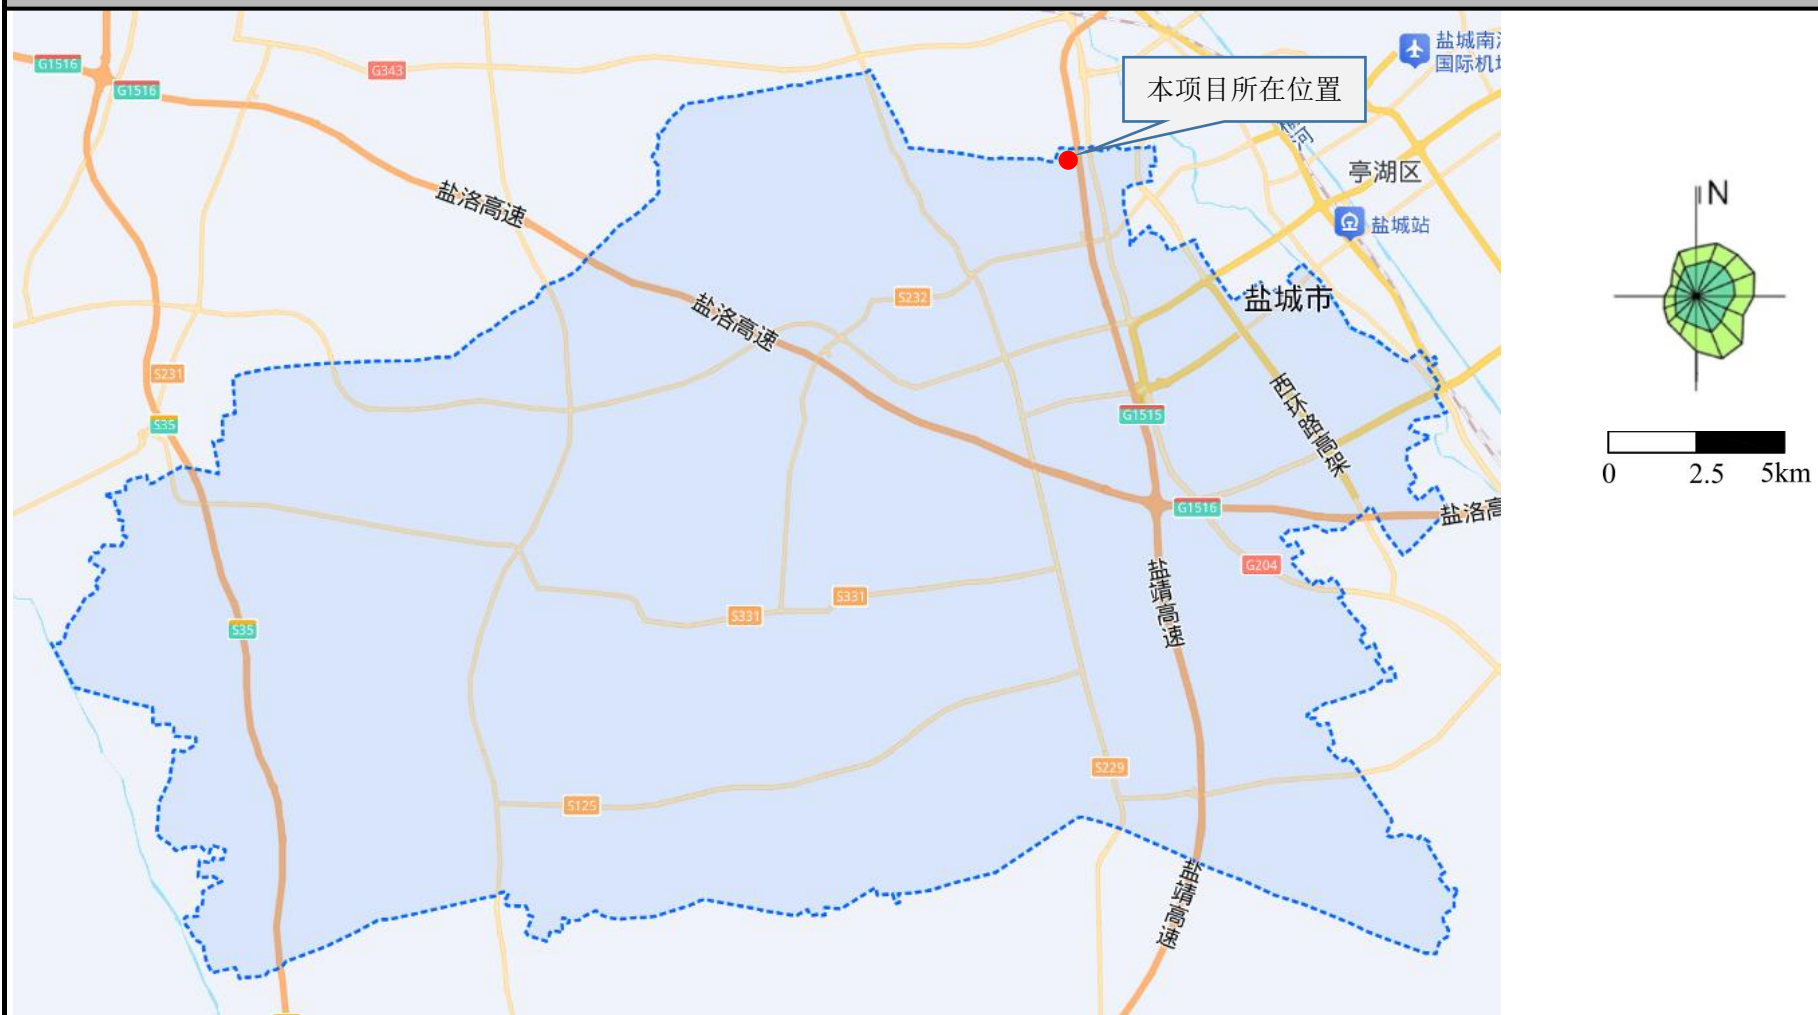 G1516
G1516
G343
盐城南
国际机
本项目所在位置
河
亭湖区
盐城站
N
盐洛高速
盐洛高速
S232
盐城市
S231
S35
西环路高架
G1515
0 2.5 5km
G1516
盐洛高
盐靖高速
G204
S331
S331
S35
S229
S125
盐靖高速